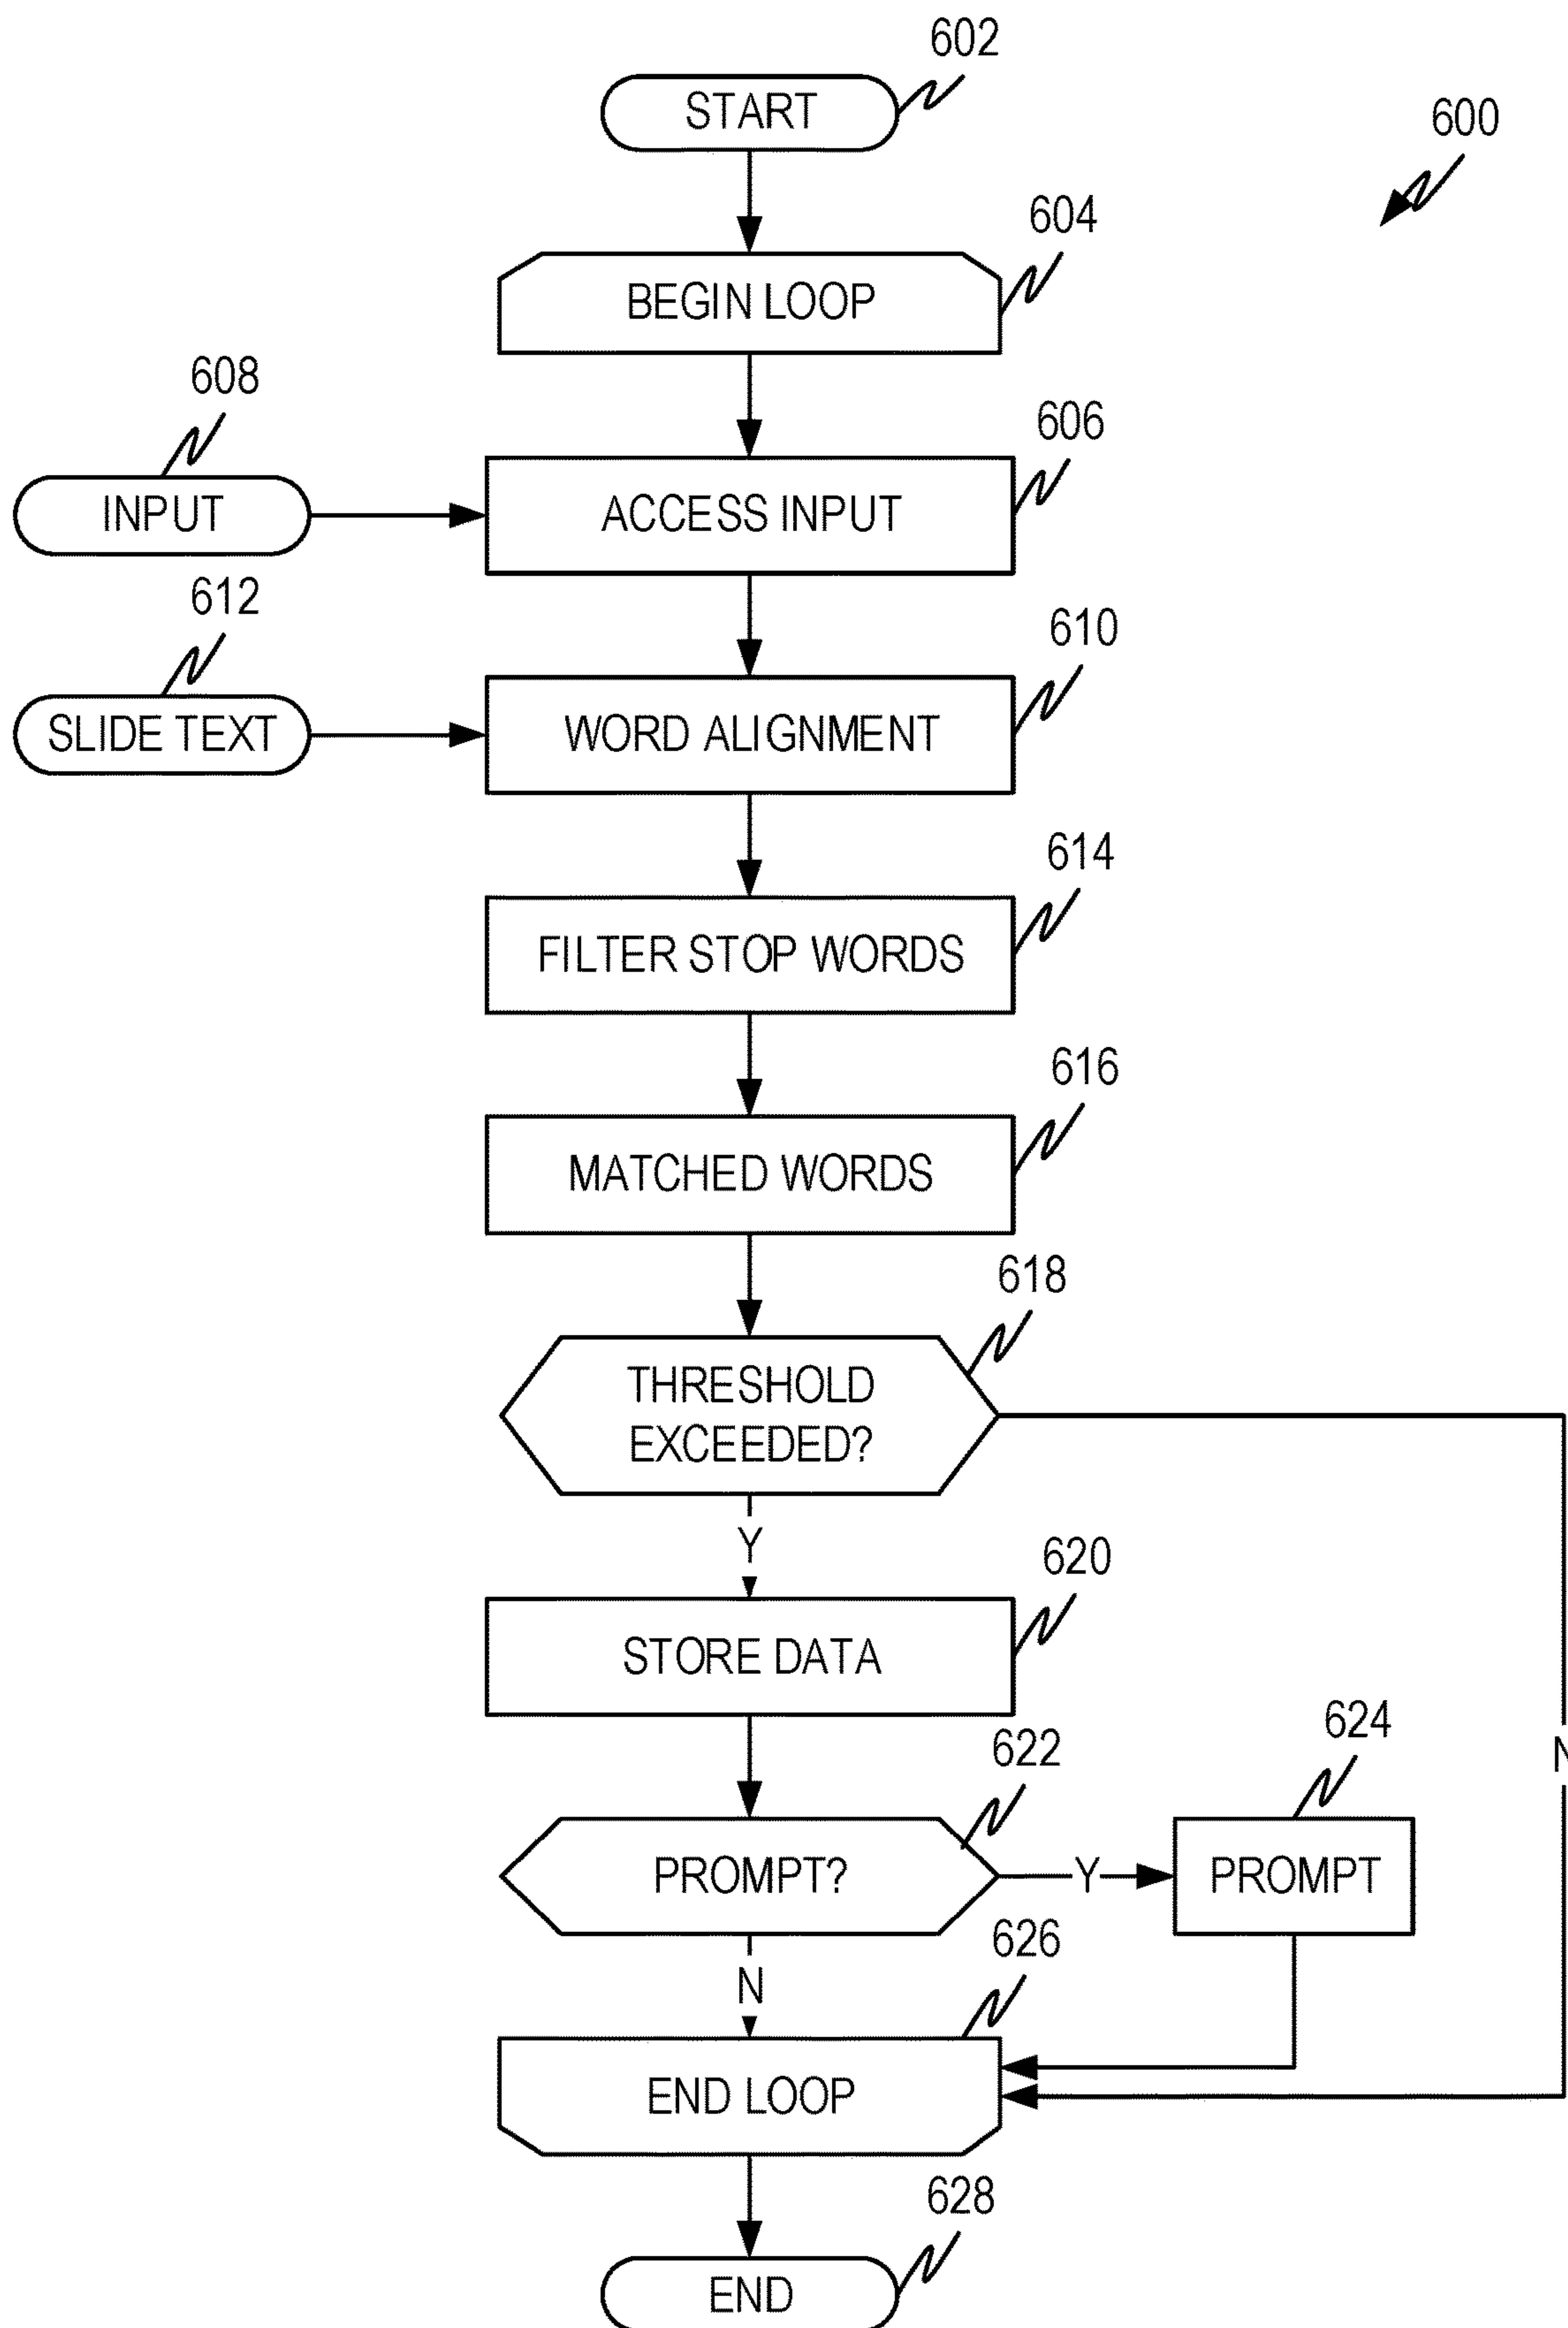 602
START
600
604
BEGIN LOOP
608
606
INPUT
ACCESS INPUT
612
610
SLIDE TEXT
WORD ALIGNMENT
614
FILTER STOP WORDS
616
MATCHED WORDS
618
THRESHOLD
EXCEEDED?
Y
620
STORE DATA
624
622
N
PROMPT?
Y
PROMPT
626
N
END LOOP
628
END